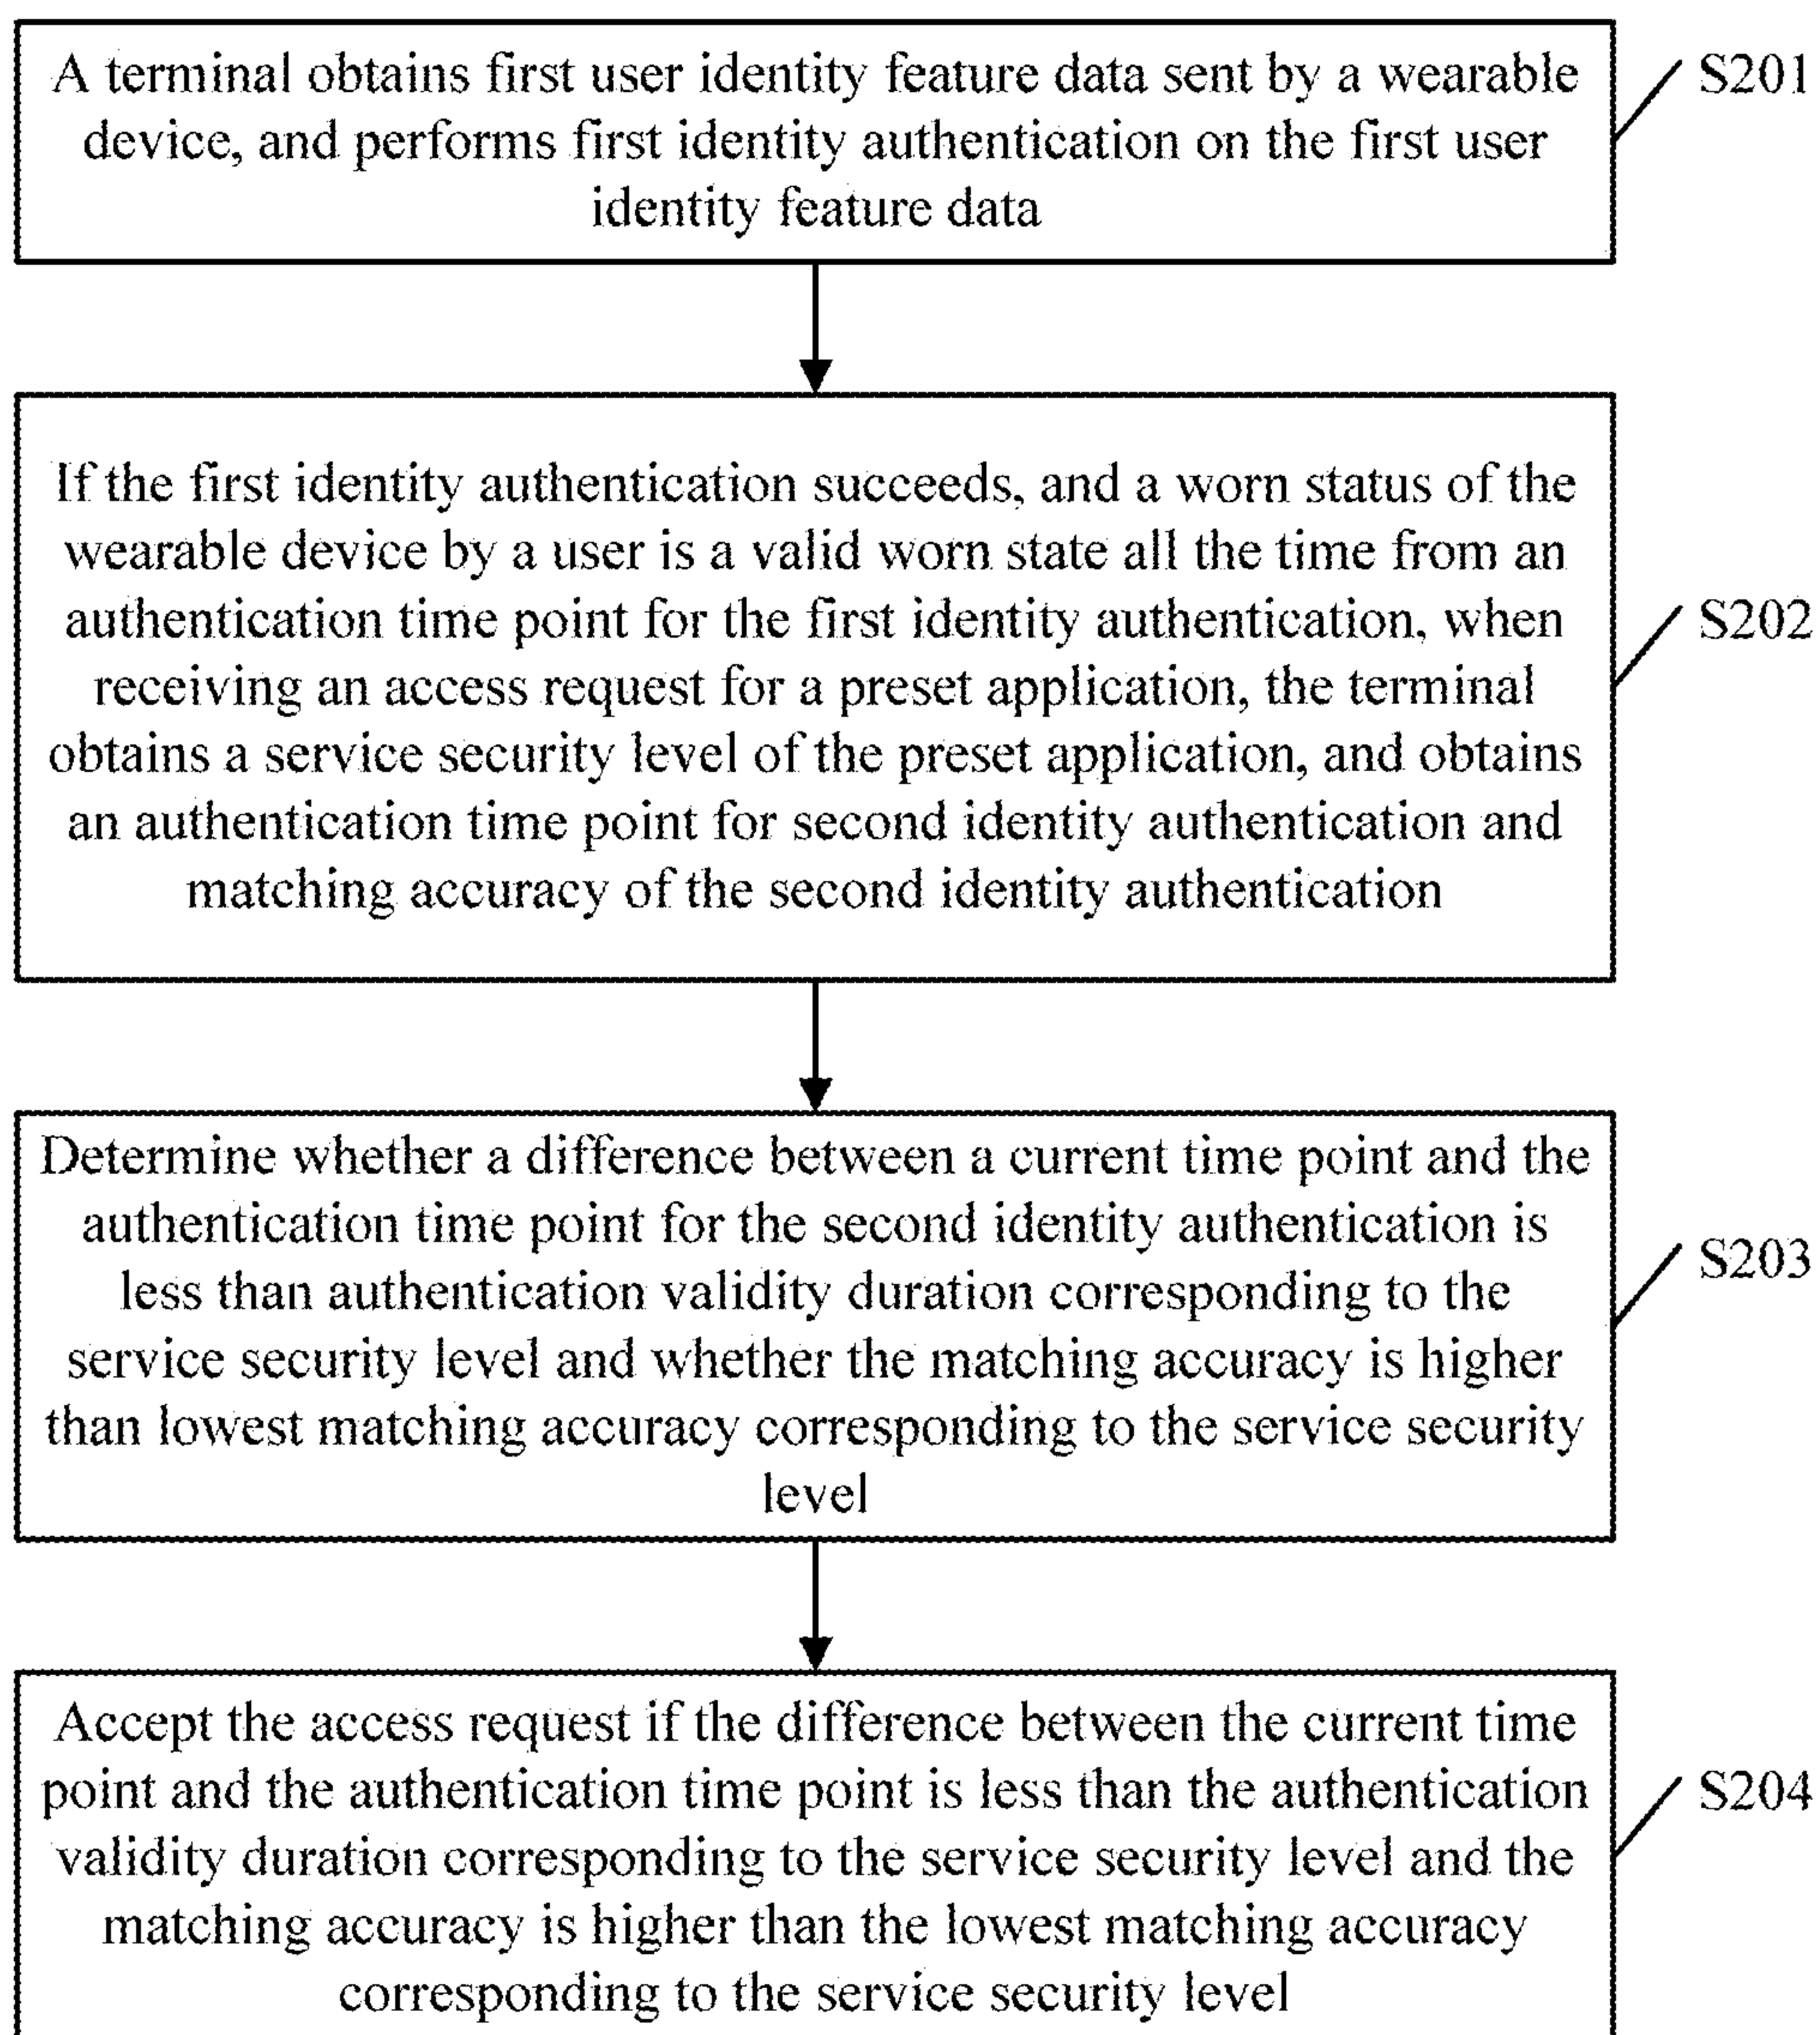 A terminal obtains first user identity feature data sent by a wearable
device, and performs first identity authentication on the first user
identity feature data
S201
If the first identity authentication succeeds, and a worn status of the
wearable device by a user is a valid worn state all the time from an
authentication time point for the first identity authentication, when
receiving an access request for a preset application, the terminal
obtains a service security level of the preset application, and obtains
an authentication time point for second identity authentication and
matching accuracy of the second identity authentication
S202
Determine whether a difference between a current time point and the
authentication time point for the second identity authentication is
less than authentication validity duration corresponding to the
service security level and whether the matching accuracy is higher
than lowest matching accuracy corresponding to the service security
level
S203
Accept the access request if the difference between the current time
point and the authentication time point is less than the authentication
validity duration corresponding to the service security level and the
matching accuracy is higher than the lowest matching accuracy
corresponding to the service security level
S204